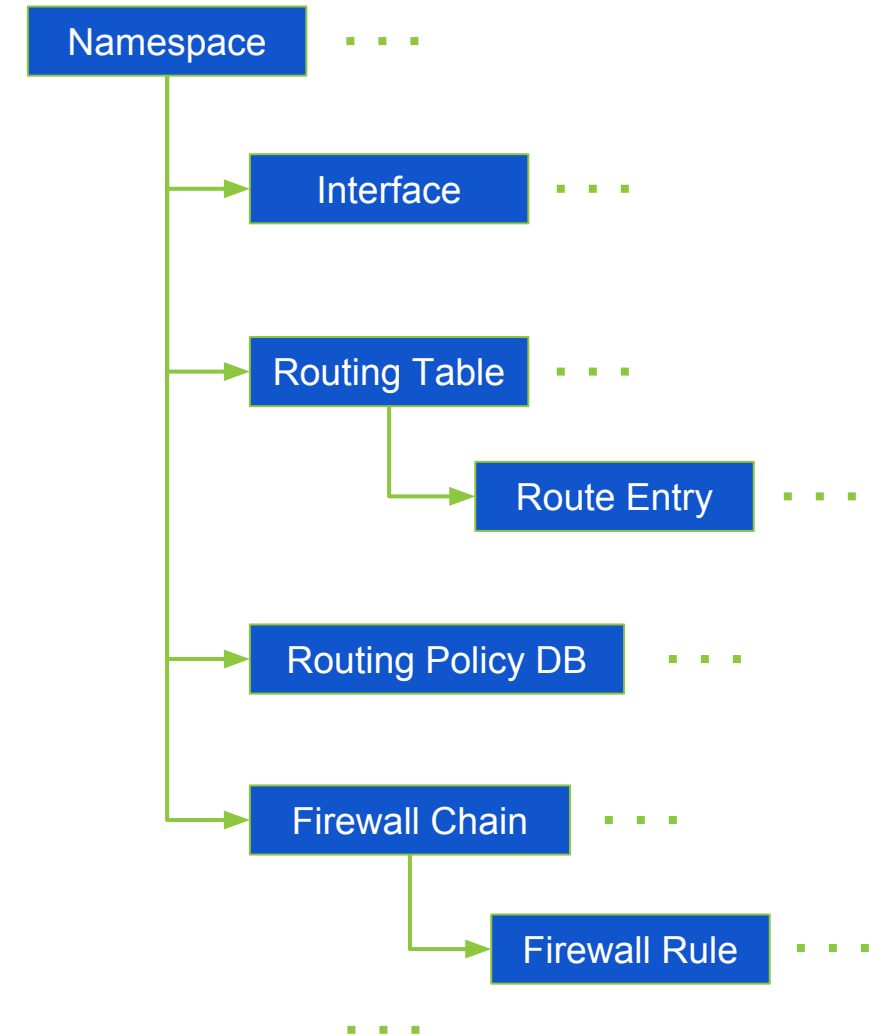 Namespace . . .
Interface . . .
Routing Table . . .
Route Entry . . .
Routing Policy DB . . .
Firewall Chain . . .
Firewall Rule . . .
. . .